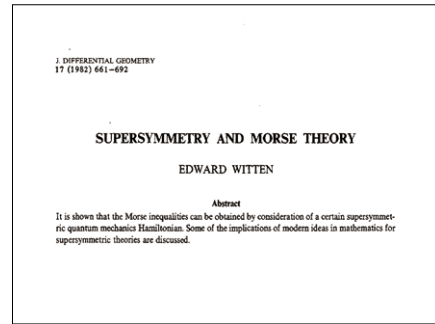 J. DIFFERENTIAL GEOMETRY
17 (1982) 661–692
SUPERSYMMETRY AND MORSE THEORY
EDWARD WITTEN
Abstract
It is shown that the Morse inequalities can be obtained by consideration of a certain supersymmet-
ric quantum mechanics Hamiltonian. Some of the implications of modern ideas in mathematics for
supersymmetric theories are discussed.